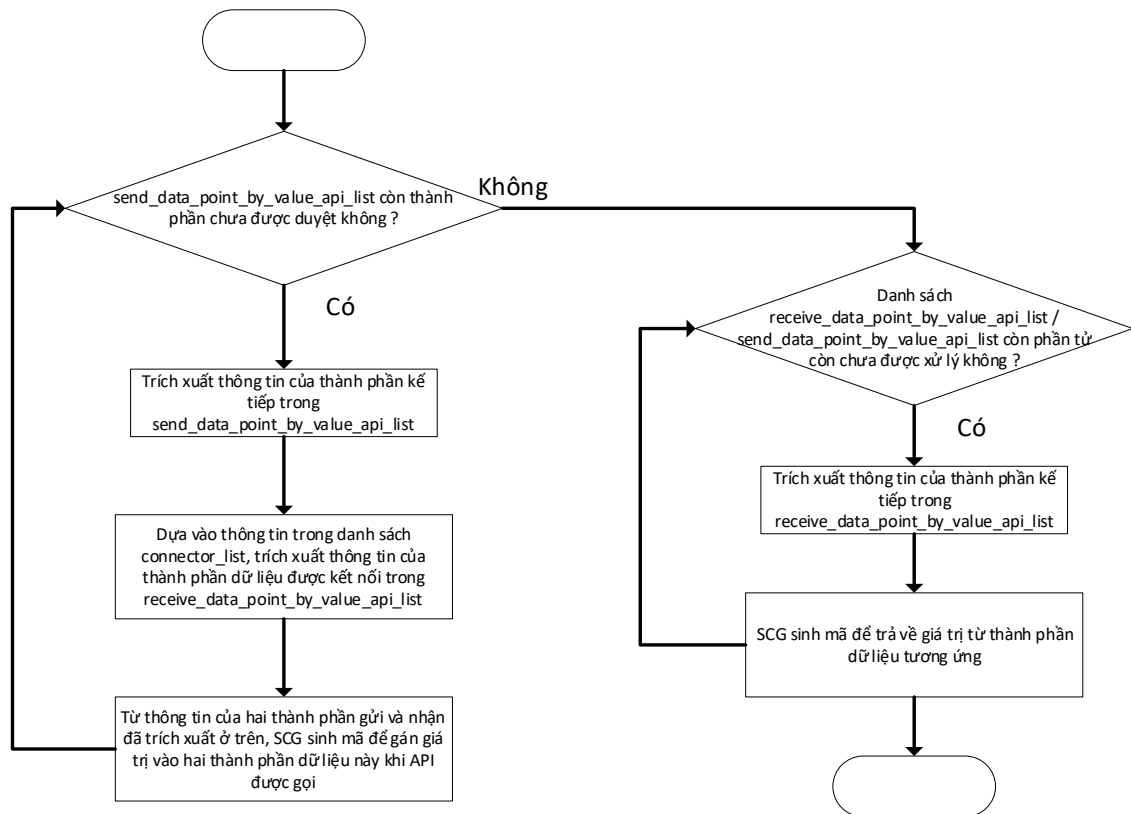 send_data_point_by_value_api_list còn thành
phần chưa được duyệt không ?
Không
Có
Trích xuất thông tin của thành phần kế
tiếp trong
send_data_point_by_value_api_list
Dựa vào thông tin trong danh sách
connector_list, trích xuất thông tin của
thành phần dữ liệu được kết nối trong
receive_data_point_by_value_api_list
Từ thông tin của hai thành phần gửi và nhận
đã trích xuất ở trên, SCG sinh mã để gán giá
trị vào hai thành phần dữ liệu này khi API
được gọi
Danh sách
receive_data_point_by_value_api_list /
send_data_point_by_value_api_list còn phần tử
còn chưa được xử lý không ?
Có
Trích xuất thông tin của thành phần kế
tiếp trong
receive_data_point_by_value_api_list
SCG sinh mã để trả về giá trị từ thành phần
dữ liệu tương ứng